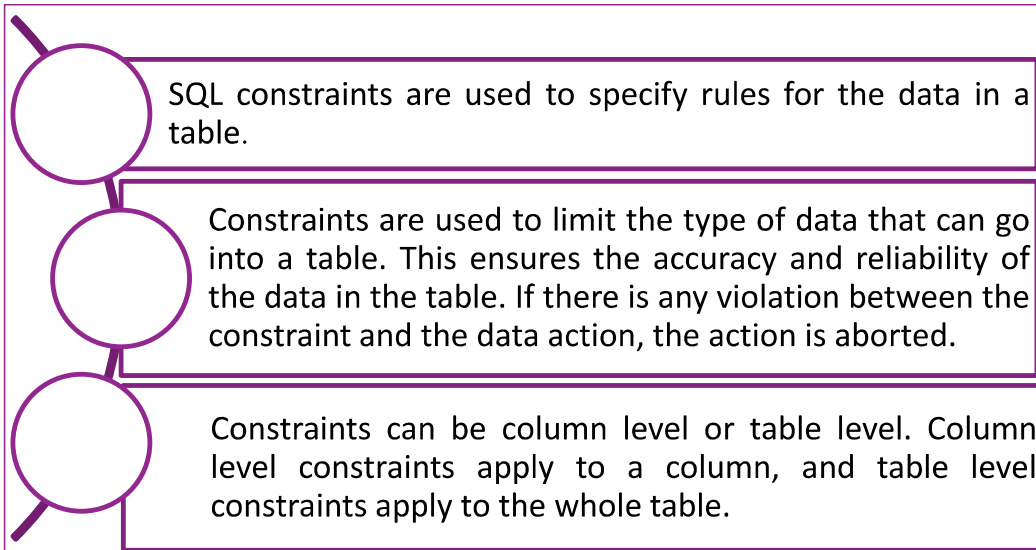 SQL constraints are used to specify rules for the data in a
table.
Constraints are used to limit the type of data that can go
into a table. This ensures the accuracy and reliability of
the data in the table. If there is any violation between the
constraint and the data action, the action is aborted.
Constraints can be column level or table level. Column
level constraints apply to a column, and table level
constraints apply to the whole table.